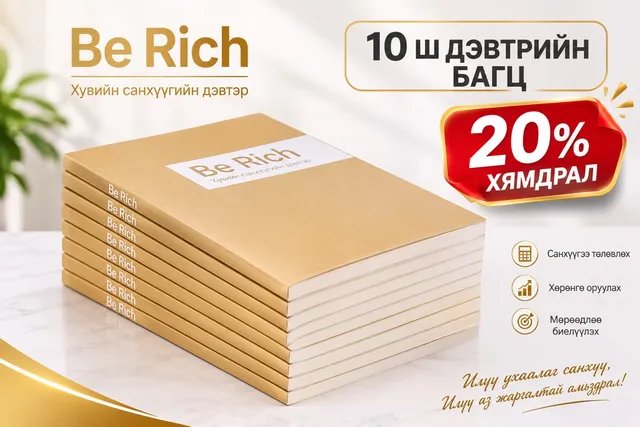 Be Rich
Хувийн санхүүгийн дэвтэр
10 Ш ДЭВТРИЙН
БАГЦ
20%
ХЯМДРАЛ
Be Rich
Хувийн санхүүгийн дэвтэр
Be Rich
Be Rich
Be Rich
Be Rich
Be Rich
Be Rich
Be Rich
Be Rich
Санхүүгээ төлөвлөх
Хөрөнгө оруулах
Мөрөөдлөө
биелүүлэх
Илүү ухаалаг санхүү,
Илүү аз жаргалтай амьдрал!